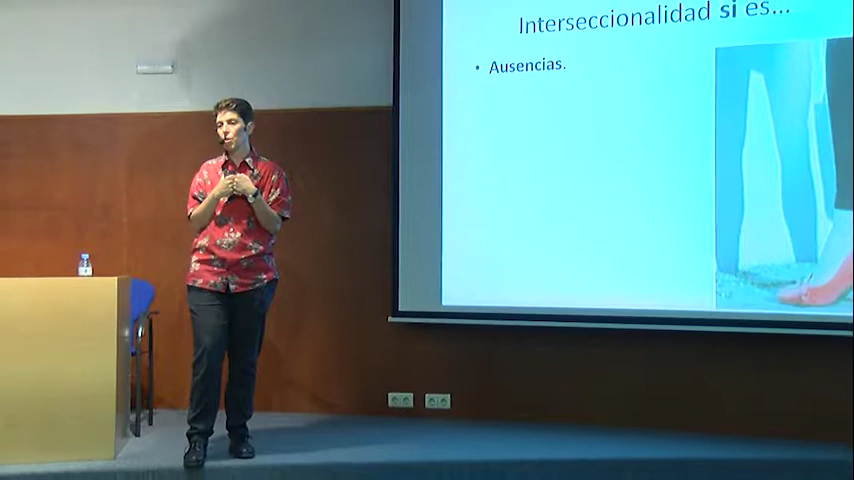 Interseccionalidad si es...
• Ausencias.